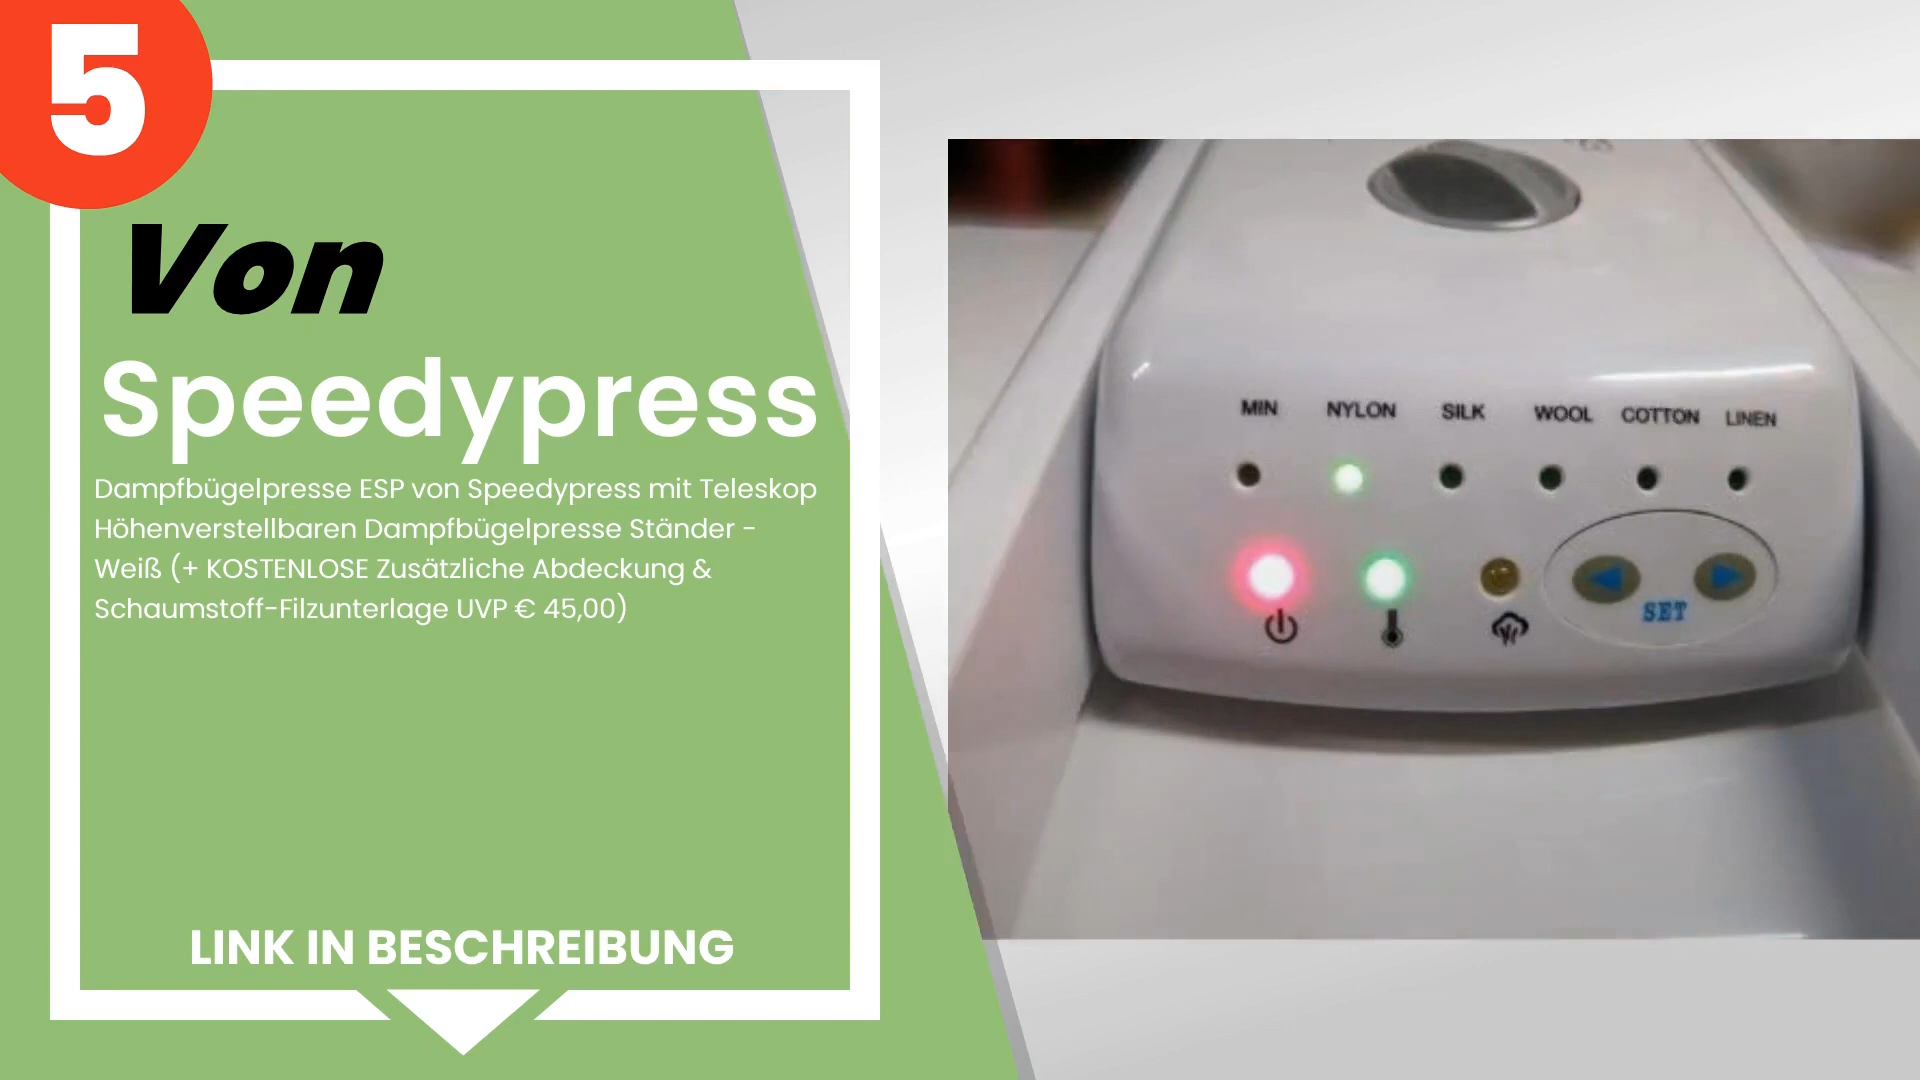 5
Von
Speedypress
Dampfbügelpresse ESP von Speedypress mit Teleskop
Höhenverstellbaren Dampfbügelpresse Ständer -
Weiß (+ KOSTENLOSE Zusätzliche Abdeckung &
Schaumstoff-Filzunterlage UVP € 45,00)
LINK IN BESCHREIBUNG
MIN NYLON SILK WOOL COTTON LINEN
SET